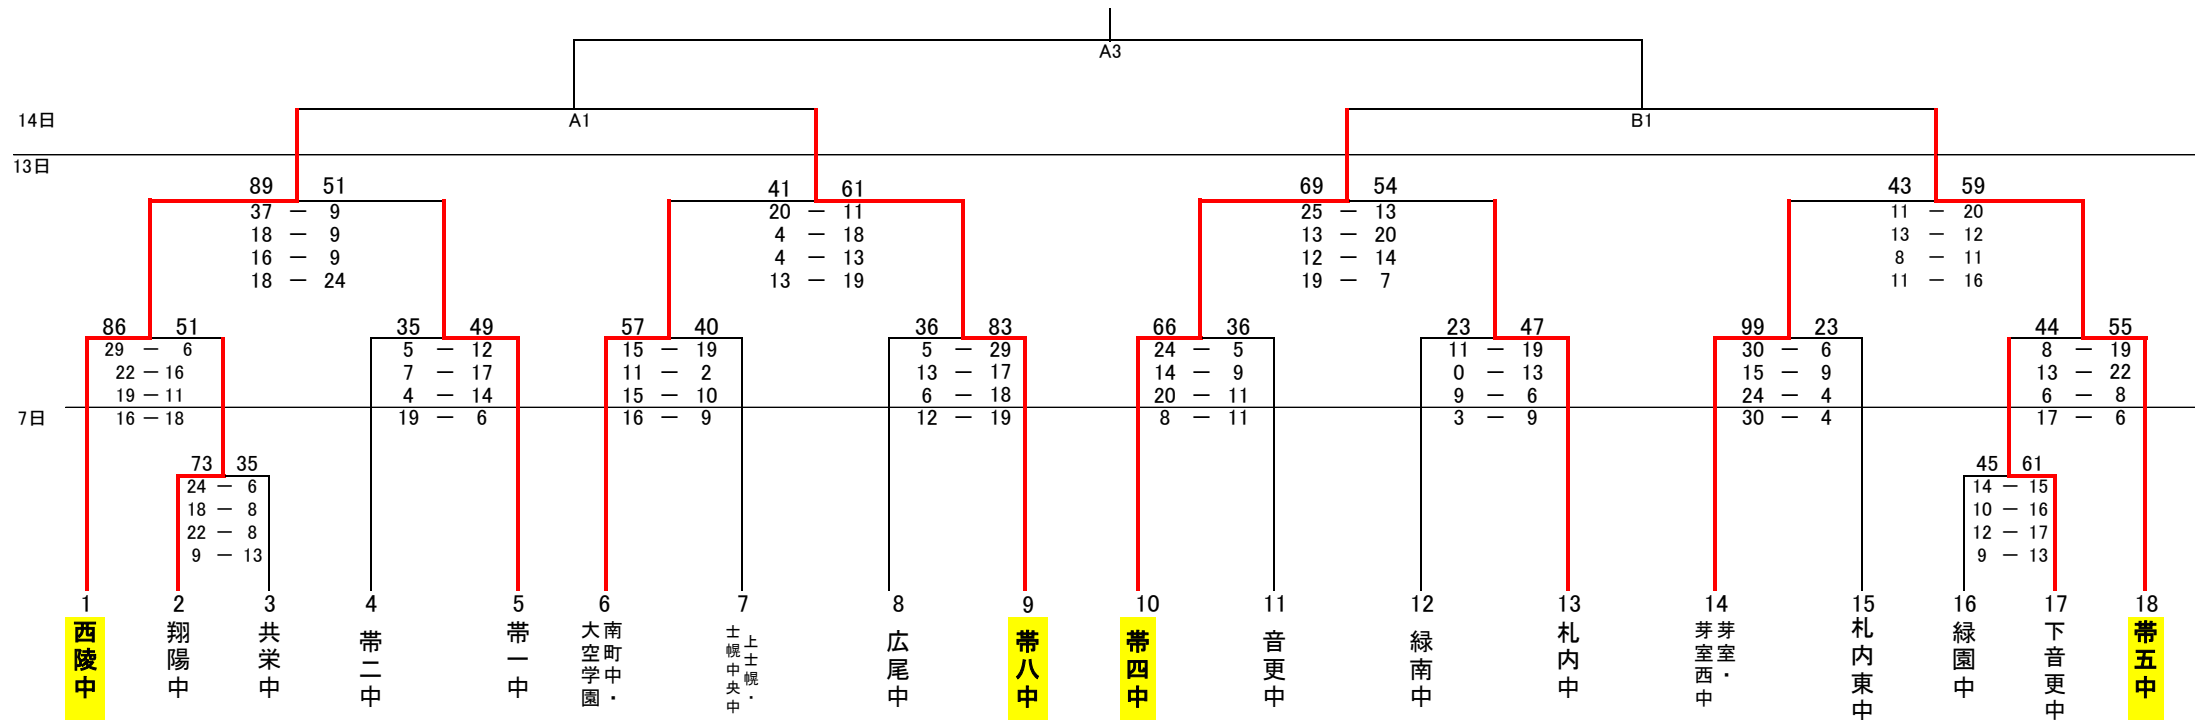 A3
14日
A1
B1
13日
89 51
37 － 9
18 － 9
16 － 9
18 － 24
41 61
20 － 11
4 － 18
4 － 13
13 － 19
69 54
25 － 13
13 － 20
12 － 14
19 － 7
43 59
11 － 20
13 － 12
8 － 11
11 － 16
86 51
29 － 6
22 － 16
19 － 11
16 － 18
35 49
5 － 12
7 － 17
4 － 14
19 － 6
57 40
15 － 19
11 － 2
15 － 10
16 － 9
36 83
5 － 29
13 － 17
6 － 18
12 － 19
66 36
24 － 5
14 － 9
20 － 11
8 － 11
23 47
11 － 19
0 － 13
9 － 6
3 － 9
99 23
30 － 6
15 － 9
24 － 4
30 － 4
44 55
8 － 19
13 － 22
6 － 8
17 － 6
7日
73 35
24 － 6
18 － 8
22 － 8
9 － 13
45 61
14 － 15
10 － 16
12 － 17
9 － 13
1
西陵中
2
翔陽中
3
共栄中
4
帯二中
5
帯一中
6
南町中・
大空学園
7
上士幌・
士幌中央中
8
広尾中
9
帯八中
10
帯四中
11
音更中
12
緑南中
13
札内中
14
芽室・
芽室西中
15
札内東中
16
緑園中
17
下音更中
18
帯五中